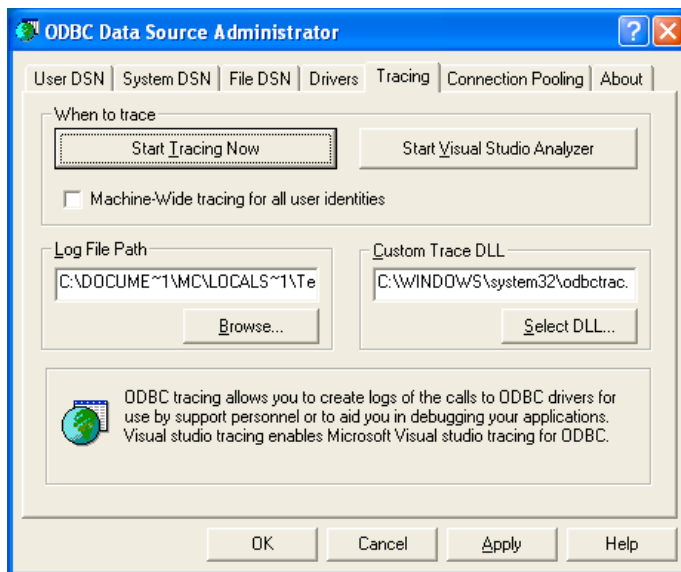 ODBC Data Source Administrator
User DSN System DSN File DSN Drivers Tracing Connection Pooling About
When to trace
Start Tracing Now Start Visual Studio Analyzer
Machine-Wide tracing for all user identities
Log File Path Custom Trace DLL
C:\DOCUME~1\MC\LOCALS~1\Te C:\WINDOWS\system32\odbctrac.
Browse... Select DLL...
ODBC tracing allows you to create logs of the calls to ODBC drivers for
use by support personnel or to aid you in debugging your applications.
Visual studio tracing enables Microsoft Visual studio tracing for ODBC.
OK Cancel Apply Help